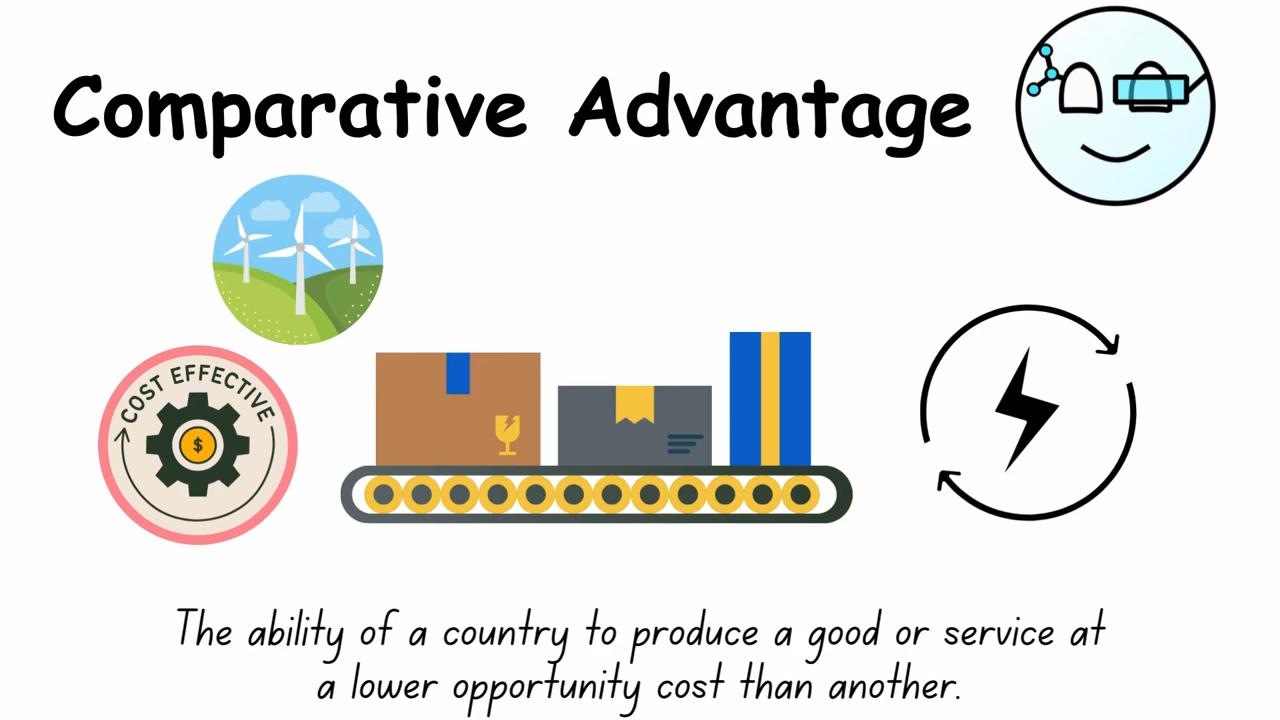 Comparative Advantage
COST EFFECTIVE
$
The ability of a country to produce a good or service at
a lower opportunity cost than another.